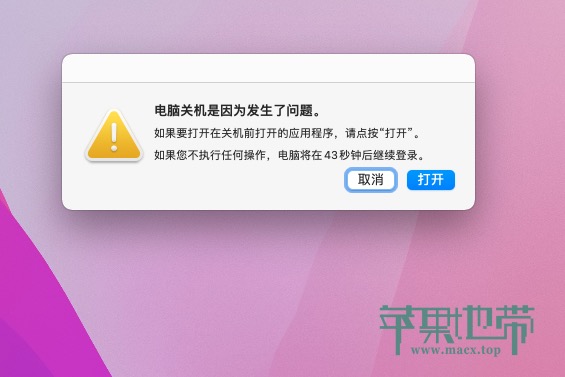 电脑关机是因为发生了问题。
如果要打开在关机前打开的应用程序，请点按“打开”。
如果您不执行任何操作，电脑将在43秒钟后继续登录。
取消 打开
苹果地带
www.macx.top